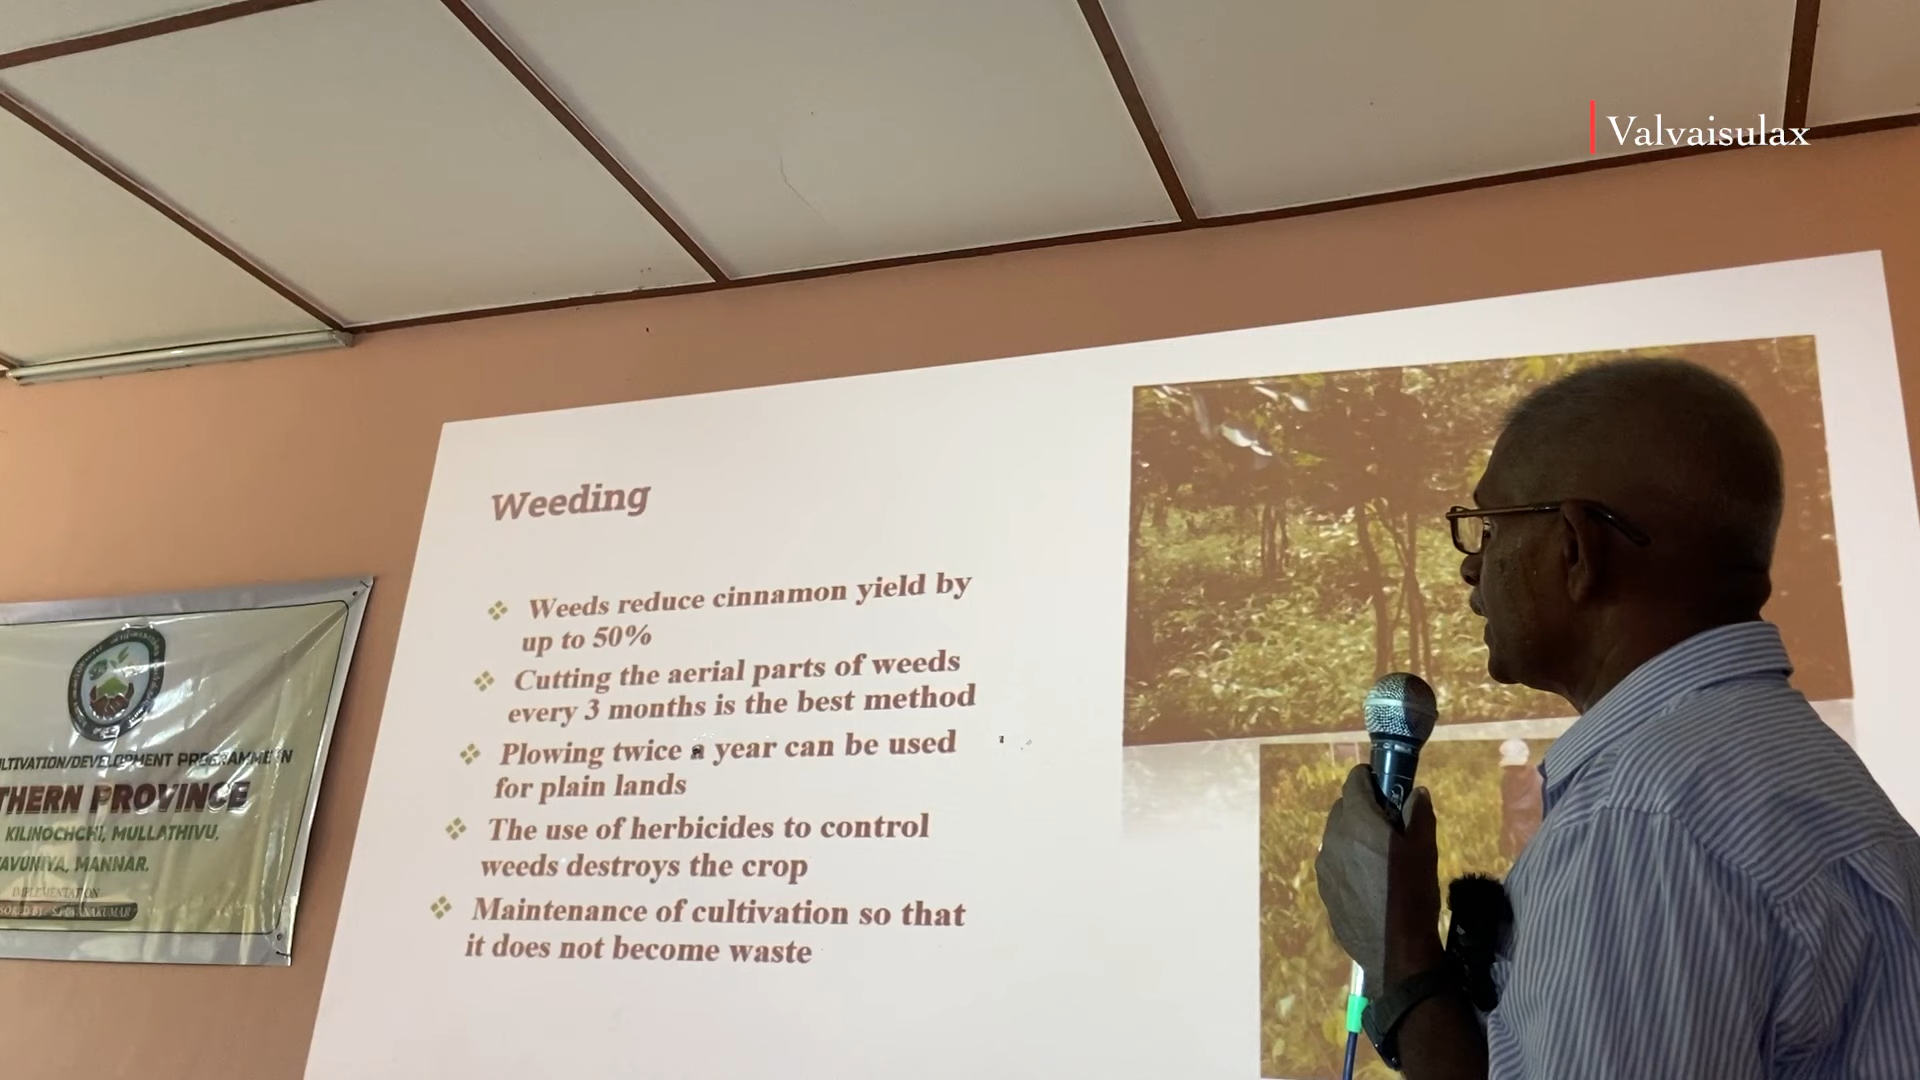 Valvaisulax
Weeding
Weeds reduce cinnamon yield by
up to 50%
Cutting the aerial parts of weeds
every 3 months is the best method
Plowing twice a year can be used
for plain lands
The use of herbicides to control
weeds destroys the crop
Maintenance of cultivation so that
it does not become waste
LTIVATION/DEVELOPMENT PROGRAMME IN
THERN PROVINCE
KILINOCHCHI, MULLATHIVU,
AVUNIYA, MANNAR.
IMPLEMENTATION